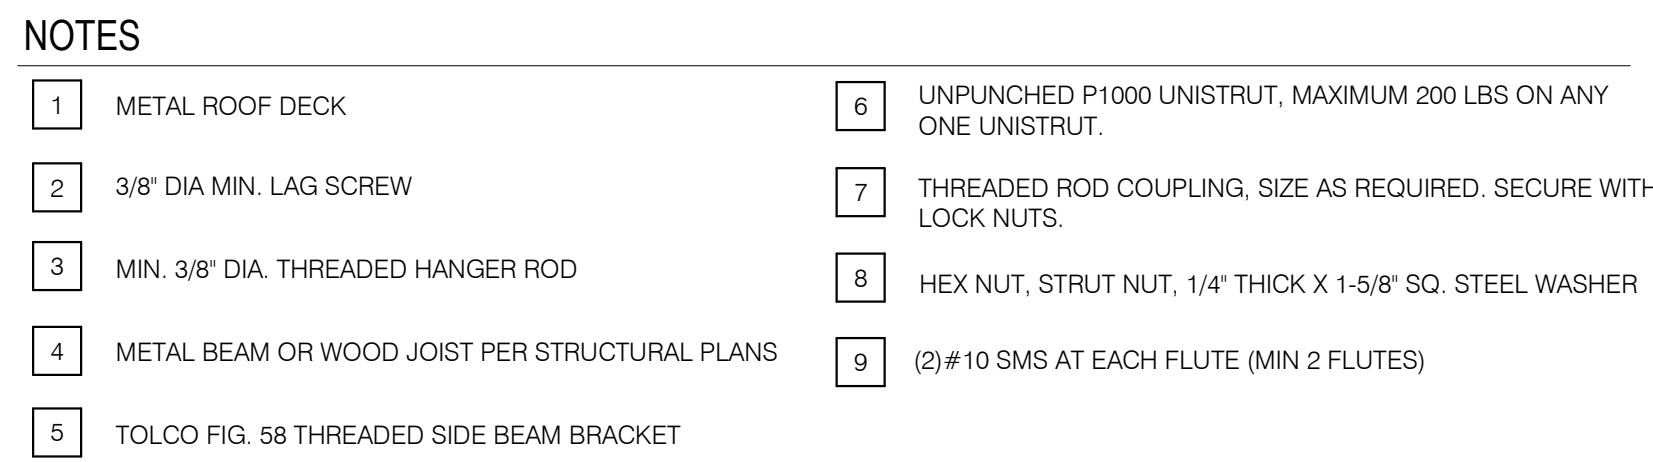 NOTES
1 METAL ROOF DECK
2 3/8" DIA MIN. LAG SCREW
3 MIN. 3/8" DIA. THREADED HANGER ROD
4 METAL BEAM OR WOOD JOIST PER STRUCTURAL PLANS
5 TOLCO FIG. 58 THREADED SIDE BEAM BRACKET
6 UNPUNCHED P1000 UNISTRUT, MAXIMUM 200 LBS ON ANY
ONE UNISTRUT.
7 THREADED ROD COUPLING, SIZE AS REQUIRED. SECURE WITH
LOCK NUTS.
8 HEX NUT, STRUT NUT, 1/4" THICK X 1-5/8" SQ. STEEL WASHER
9 (2)#10 SMS AT EACH FLUTE (MIN 2 FLUTES)